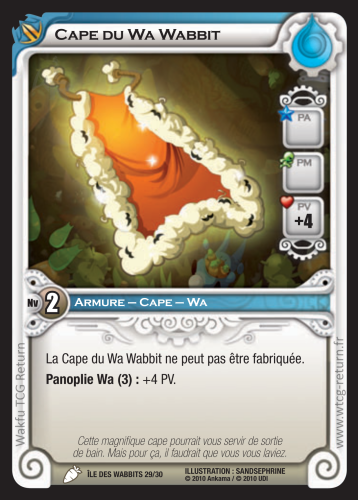 Cape du Wa Wabbit
PA
PM
PV
+4
Nv 2 Armure – Cape – Wa
La Cape du Wa Wabbit ne peut pas être fabriquée.
Panoplie Wa (3) : +4 PV.
Wakfu TCG Return
www.wtcg-return.fr
Cette magnifique cape pourrait vous servir de sortie
de bain. Mais pour ça, il faudrait que vous vous laviez.
ÎLE DES WABBITS 29/30
ILLUSTRATION : SANDSEPHRINE
© 2010 Ankama / © 2010 UDI